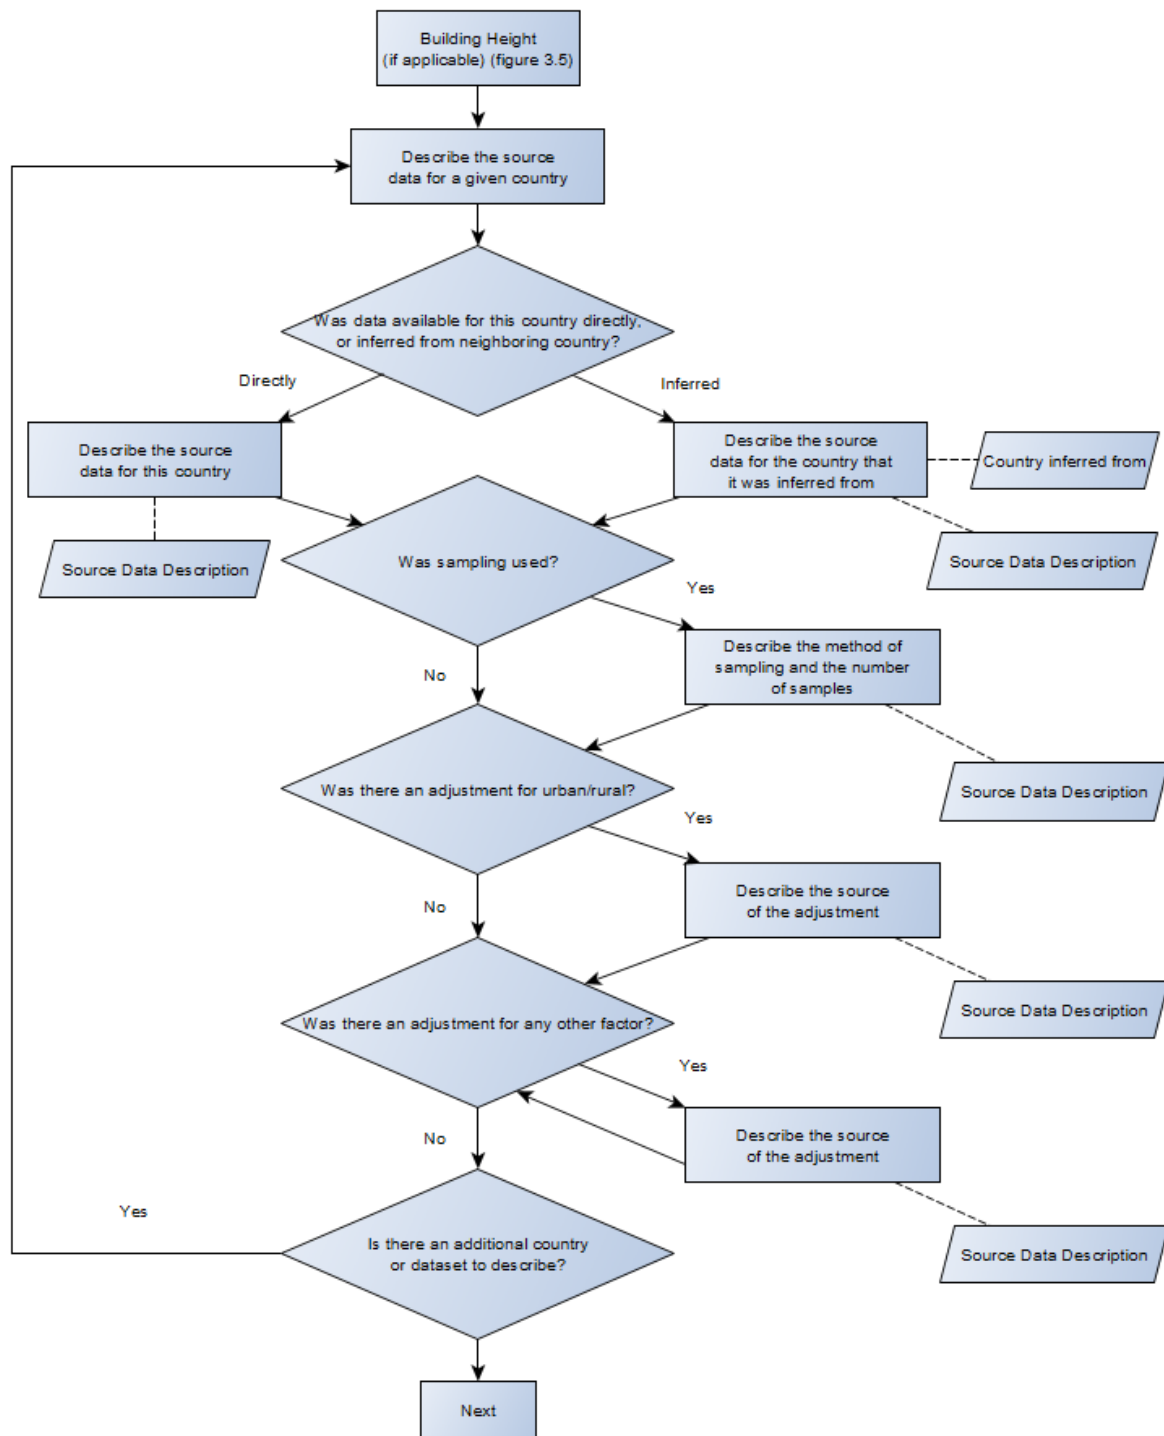 Building Height
(if applicable) (figure 3.5)
Describe the source
data for a given country
Was data available for this country directly,
or inferred from neighboring country?
Directly
Inferred
Describe the source
data for this country
Describe the source
data for the country that
it was inferred from
Country inferred from
Source Data Description
Was sampling used?
Source Data Description
Yes
No
Describe the method of
sampling and the number
of samples
Was there an adjustment for urban/rural?
Source Data Description
Yes
No
Describe the source
of the adjustment
Source Data Description
Was there an adjustment for any other factor?
Yes
No
Describe the source
of the adjustment
Yes
Is there an additional country
or dataset to describe?
Source Data Description
Next